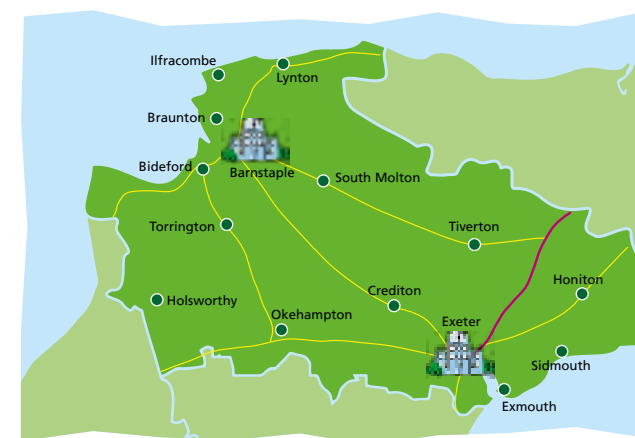 Ilfracombe
Lynton
Braunton
Barnstaple
Bideford
South Molton
Torrington
Tiverton
Honiton
Crediton
Holsworthy
Okehampton
Exeter
Sidmouth
Exmouth